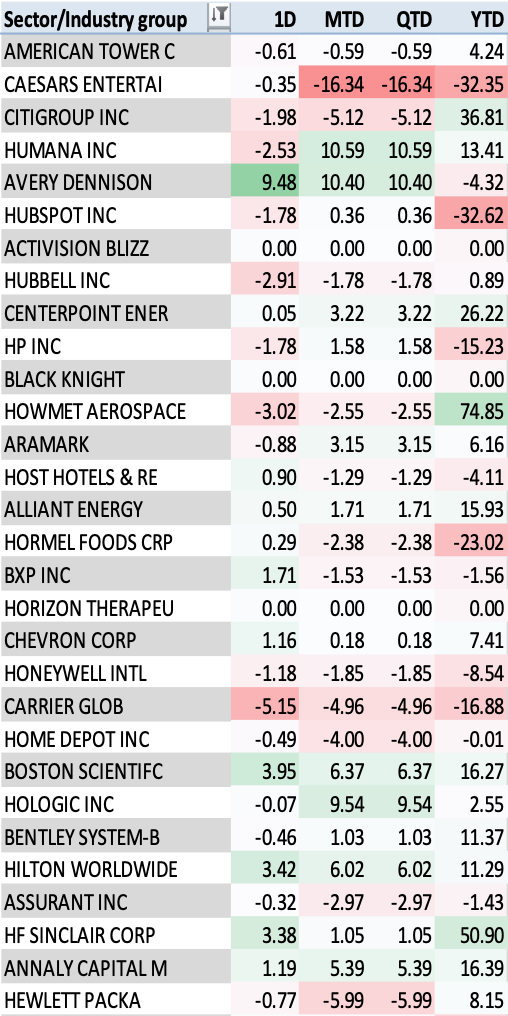 Sector/Industry group 1D MTD QTD YTD
AMERICAN TOWER C -0.61 -0.59 -0.59 4.24
CAESARS ENTERTAI -0.35 -16.34 -16.34 -32.35
CITIGROUP INC -1.98 -5.12 -5.12 36.81
HUMANA INC -2.53 10.59 10.59 13.41
AVERY DENNISON 9.48 10.40 10.40 -4.32
HUBSPOT INC -1.78 0.36 0.36 -32.62
ACTIVISION BLIZZ 0.00 0.00 0.00 0.00
HUBBELL INC -2.91 -1.78 -1.78 0.89
CENTERPOINT ENER 0.05 3.22 3.22 26.22
HP INC -1.78 1.58 1.58 -15.23
BLACK KNIGHT 0.00 0.00 0.00 0.00
HOWMET AEROSPACE -3.02 -2.55 -2.55 74.85
ARAMARK -0.88 3.15 3.15 6.16
HOST HOTELS & RE 0.90 -1.29 -1.29 -4.11
ALLIANT ENERGY 0.50 1.71 1.71 15.93
HORMEL FOODS CRP 0.29 -2.38 -2.38 -23.02
BXP INC 1.71 -1.53 -1.53 -1.56
HORIZON THERAPEU 0.00 0.00 0.00 0.00
CHEVRON CORP 1.16 0.18 0.18 7.41
HONEYWELL INTL -1.18 -1.85 -1.85 -8.54
CARRIER GLOB -5.15 -4.96 -4.96 -16.88
HOME DEPOT INC -0.49 -4.00 -4.00 -0.01
BOSTON SCIENTIFC 3.95 6.37 6.37 16.27
HOLOGIC INC -0.07 9.54 9.54 2.55
BENTLEY SYSTEM-B -0.46 1.03 1.03 11.37
HILTON WORLDWIDE 3.42 6.02 6.02 11.29
ASSURANT INC -0.32 -2.97 -2.97 -1.43
HF SINCLAIR CORP 3.38 1.05 1.05 50.90
ANNALY CAPITAL M 1.19 5.39 5.39 16.39
HEWLETT PACKA -0.77 -5.99 -5.99 8.15